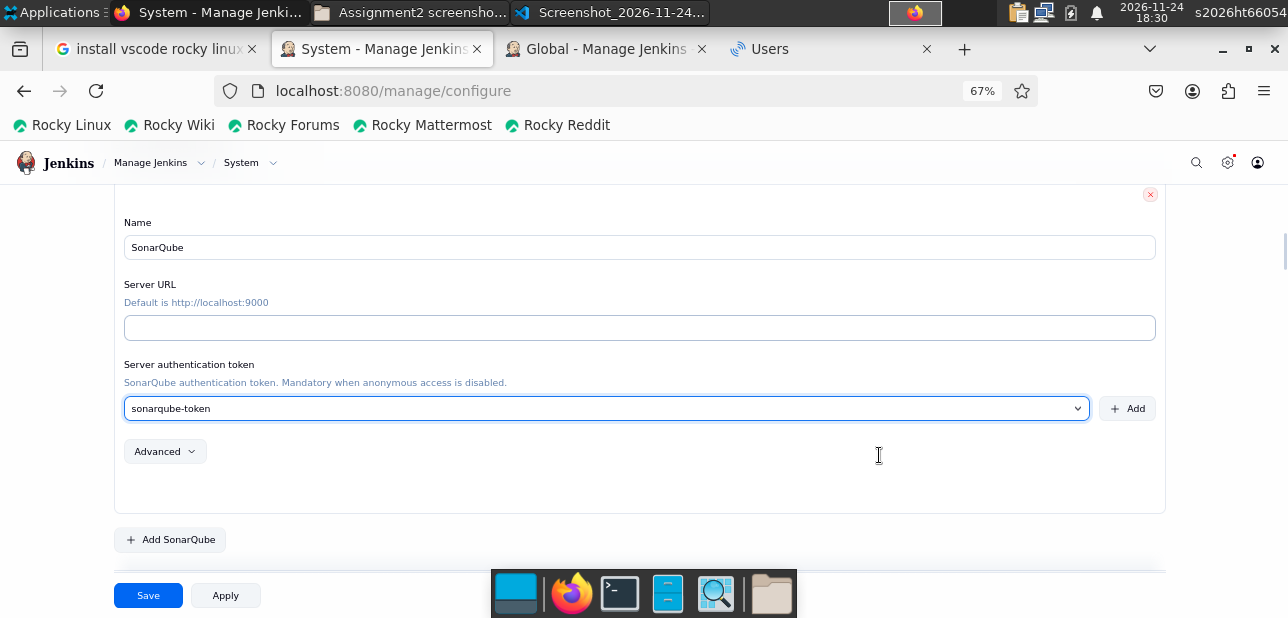 Applications
System - Manage Jenki...
Assignment2 screensho...
Screenshot_2026-11-24...
2026-11-24
18:30
s2026ht66054
install vscode rocky linux
System - Manage Jenkins
Global - Manage Jenkins
Users
localhost:8080/manage/configure
67%
Rocky Linux
Rocky Wiki
Rocky Forums
Rocky Mattermost
Rocky Reddit
Jenkins / Manage Jenkins / System
Name
SonarQube
Server URL
Default is http://localhost:9000
Server authentication token
SonarQube authentication token. Mandatory when anonymous access is disabled.
sonarqube-token
+ Add
Advanced
+ Add SonarQube
Save
Apply